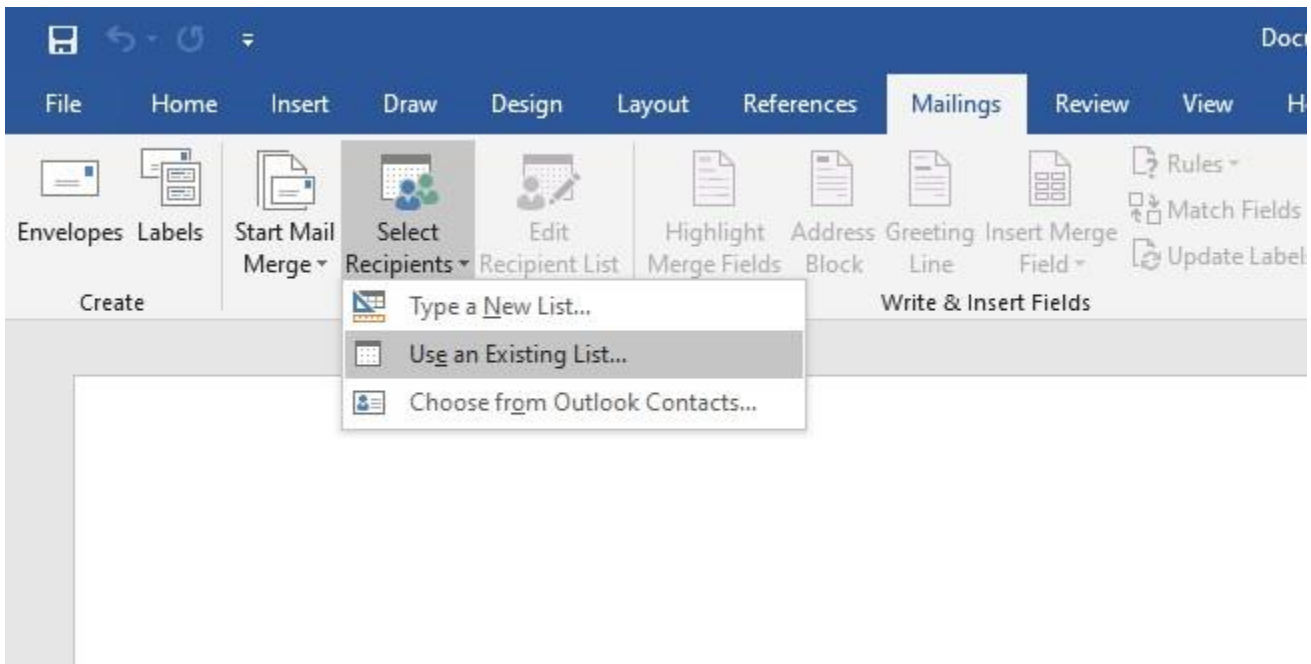 Docu
File Home Insert Draw Design Layout References Mailings Review View H
Envelopes Labels Start Mail Merge Select Recipients Edit Recipient List Highlight Merge Fields Address Block Greeting Line Insert Merge Field
Rules
Match Fields
Update Labels
Create
Write & Insert Fields
Type a New List...
Use an Existing List...
Choose from Outlook Contacts...